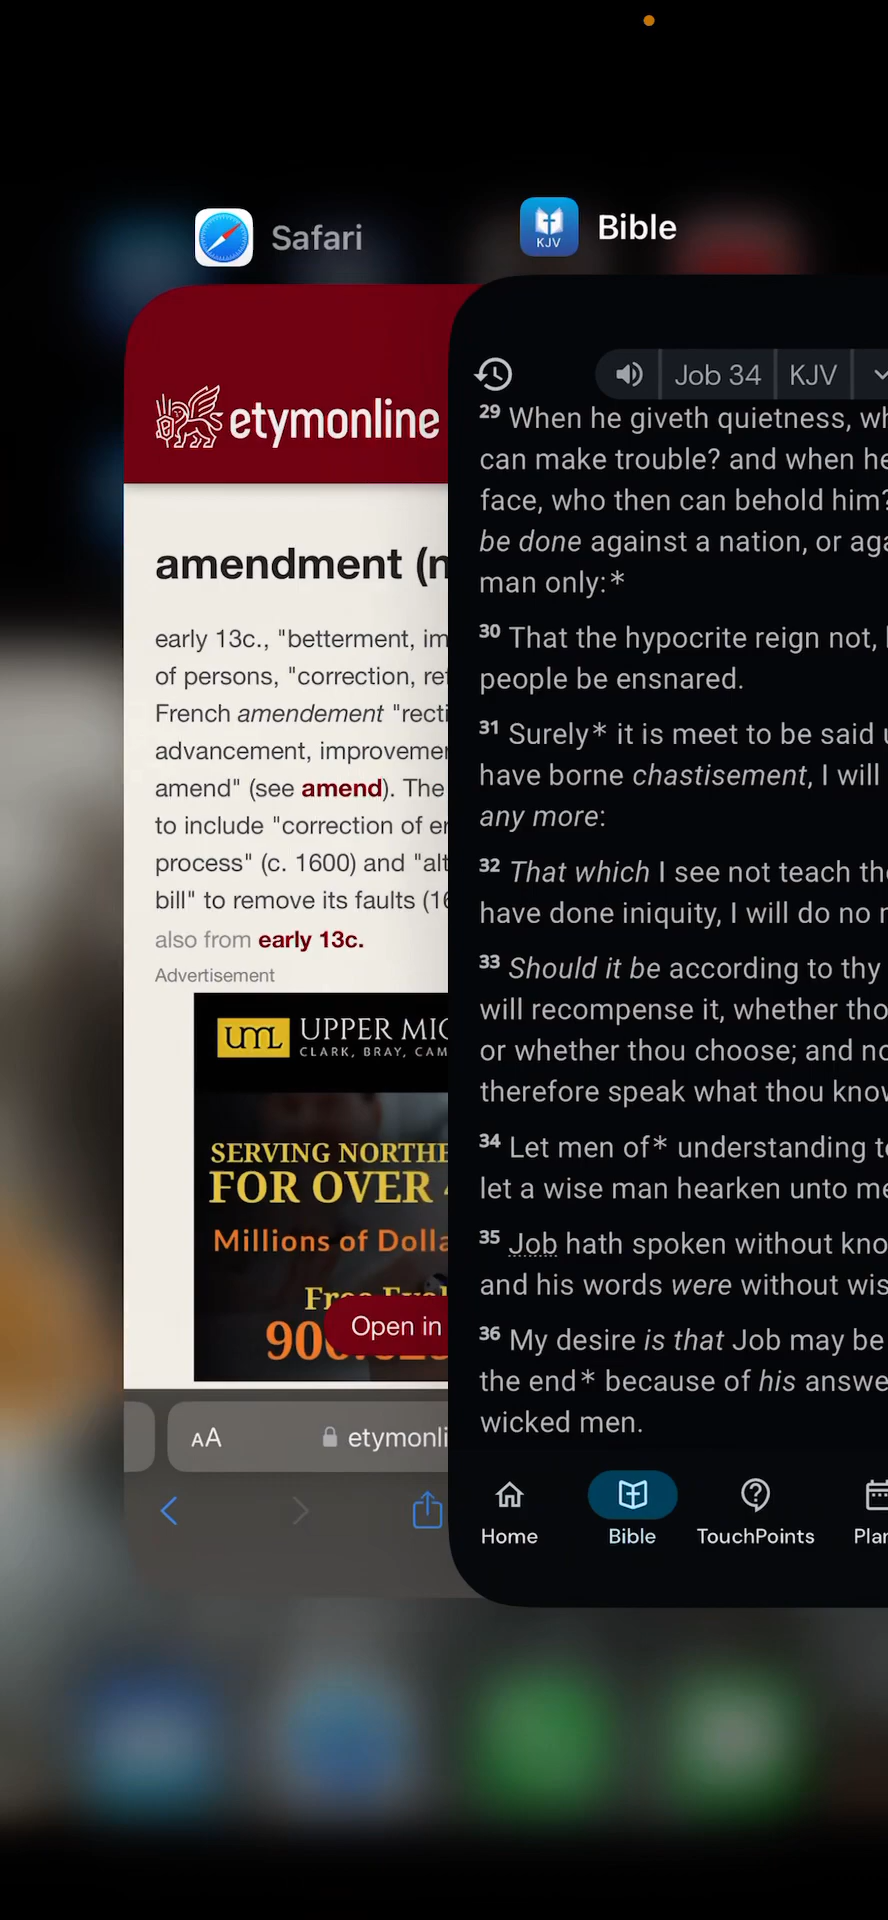 Safari
Bible
KJV
etymonline
amendment (n
early 13c., "betterment, im
of persons, "correction, ref
French amendement "recti
advancement, improvemer
amend" (see amend). The
to include "correction of er
process" (c. 1600) and "alt
bill" to remove its faults (16
also from early 13c.
Advertisement
UML UPPER MIC
CLARK, BRAY, CAM
SERVING NORTHE
FOR OVER
Millions of Dolla
Free
Open in
AA etymonli
Job 34 KJV
29 When he giveth quietness, wh
can make trouble? and when he
face, who then can behold him?
be done against a nation, or aga
man only:*
30 That the hypocrite reign not,
people be ensnared.
31 Surely* it is meet to be said u
have borne chastisement, I will
any more:
32 That which I see not teach the
have done iniquity, I will do no
33 Should it be according to thy
will recompense it, whether tho
or whether thou choose; and no
therefore speak what thou know
34 Let men of* understanding te
let a wise man hearken unto me
35 Job hath spoken without kno
and his words were without wis
36 My desire is that Job may be
the end* because of his answe
wicked men.
Home Bible TouchPoints Plan